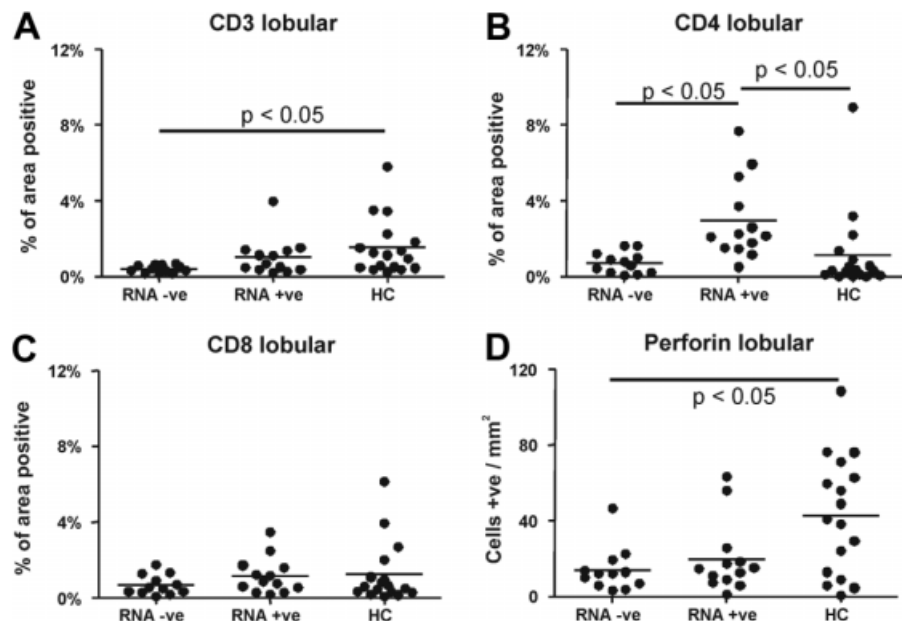 A
CD3 lobular
12%
8%
4%
0%
% of area positive
p < 0.05
RNA -ve
RNA +ve
HC
B
CD4 lobular
12%
8%
4%
0%
% of area positive
p < 0.05
p < 0.05
RNA -ve
RNA +ve
HC
C
CD8 lobular
12%
8%
4%
0%
% of area positive
RNA -ve
RNA +ve
HC
D
Perforin lobular
120
80
40
0
Cells +ve / mm²
p < 0.05
RNA -ve
RNA +ve
HC